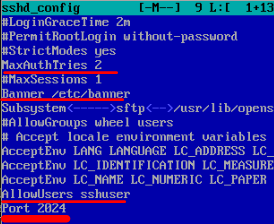 sshd_config      [-M--]  9 L:[  1+13
#LoginGraceTime 2m
#PermitRootLogin without-password
#StrictModes yes
MaxAuthTries 2
#MaxSessions 1
Banner /etc/banner
Subsystem<----->sftp<-->/usr/lib/opens
#AllowGroups wheel users
# Accept locale environment variables
AcceptEnv LANG LANGUAGE LC_ADDRESS LC_
AcceptEnv LC_IDENTIFICATION LC_MEASURE
AcceptEnv LC_NAME LC_NUMERIC LC_PAPER
AllowUsers sshuser
Port 2024